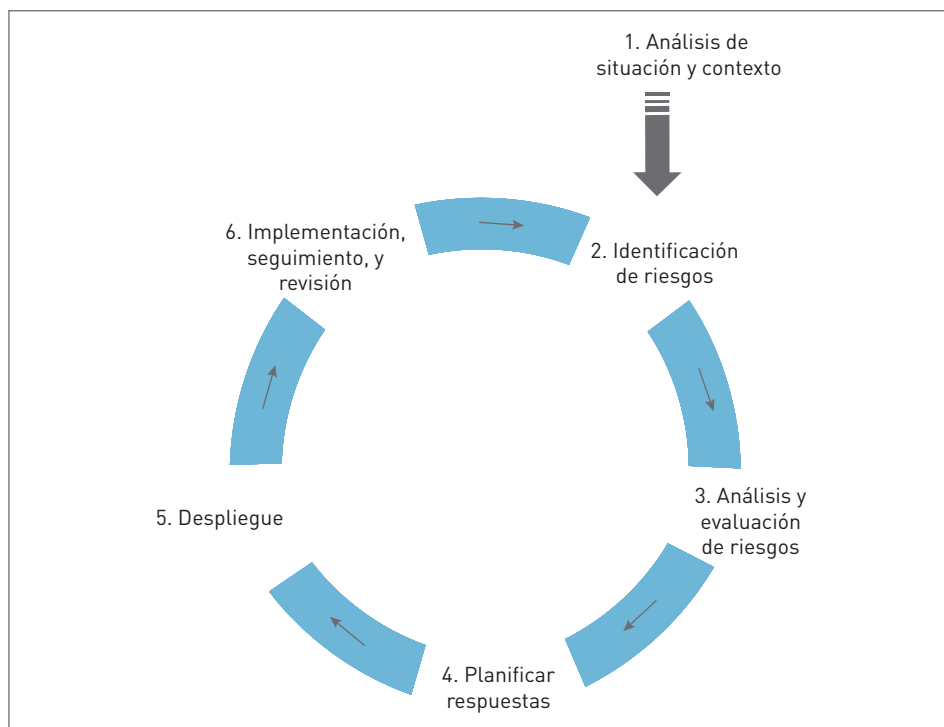 1. Análisis de
situación y contexto
2. Identificación
de riesgos
3. Análisis y
evaluación
de riesgos
4. Planificar
respuestas
5. Despliegue
6. Implementación,
seguimiento, y
revisión